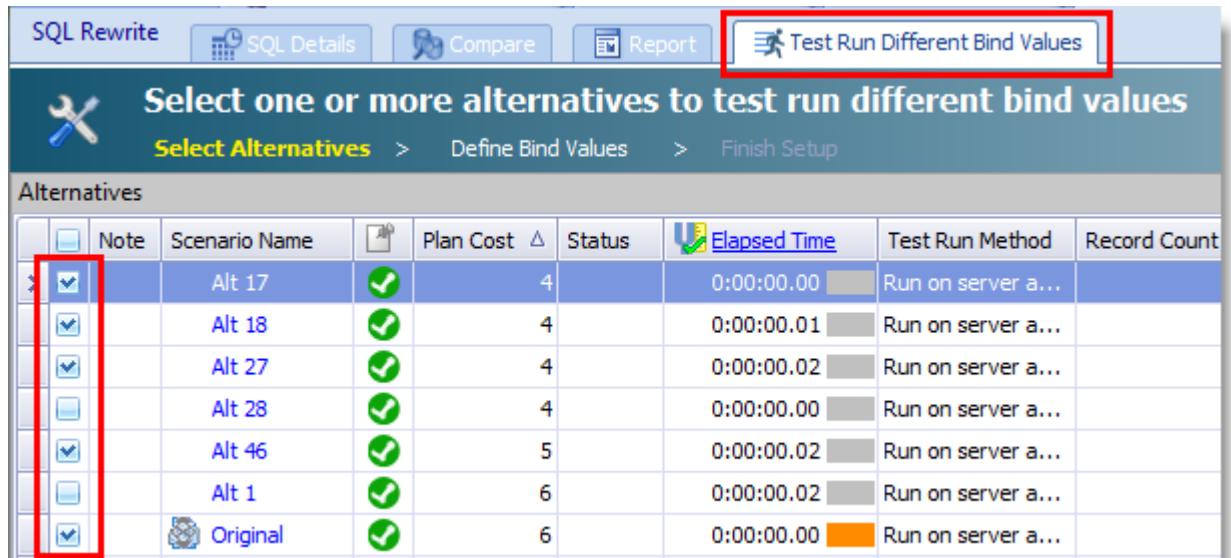 SQL Rewrite SQL Details Compare Report Test Run Different Bind Values
Select one or more alternatives to test run different bind values
Select Alternatives > Define Bind Values > Finish Setup
Alternatives
Note Scenario Name Plan Cost Status Elapsed Time Test Run Method Record Count
Alt 17 4 0:00:00.00 Run on server a...
Alt 18 4 0:00:00.01 Run on server a...
Alt 27 4 0:00:00.02 Run on server a...
Alt 28 4 0:00:00.00 Run on server a...
Alt 46 5 0:00:00.02 Run on server a...
Alt 1 6 0:00:00.02 Run on server a...
Original 6 0:00:00.00 Run on server a...